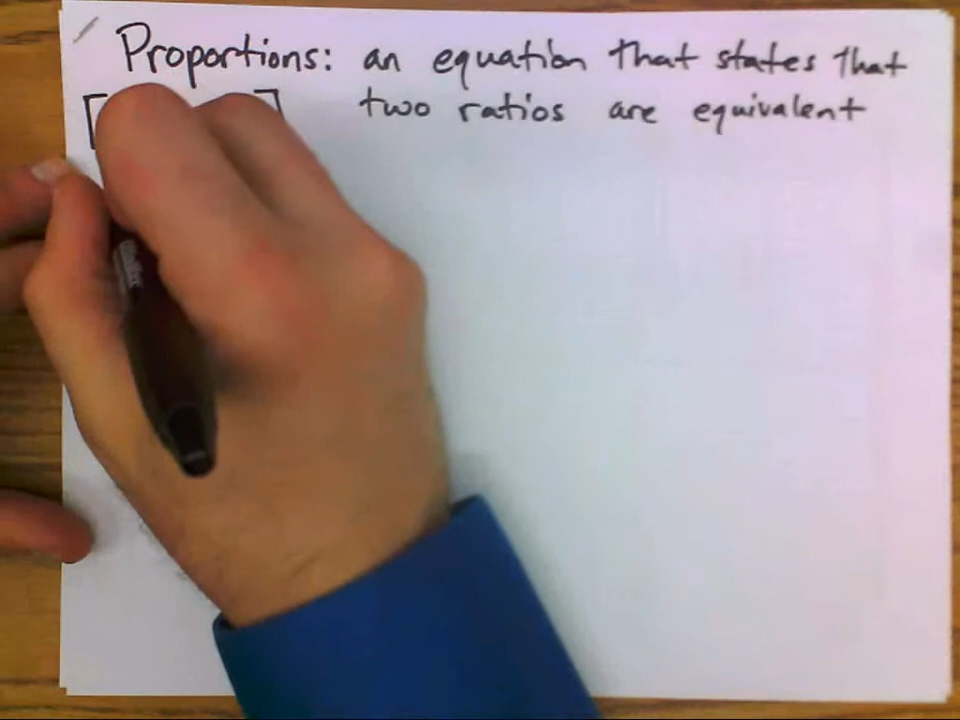 Proportions: an equation that states that
two ratios are equivalent